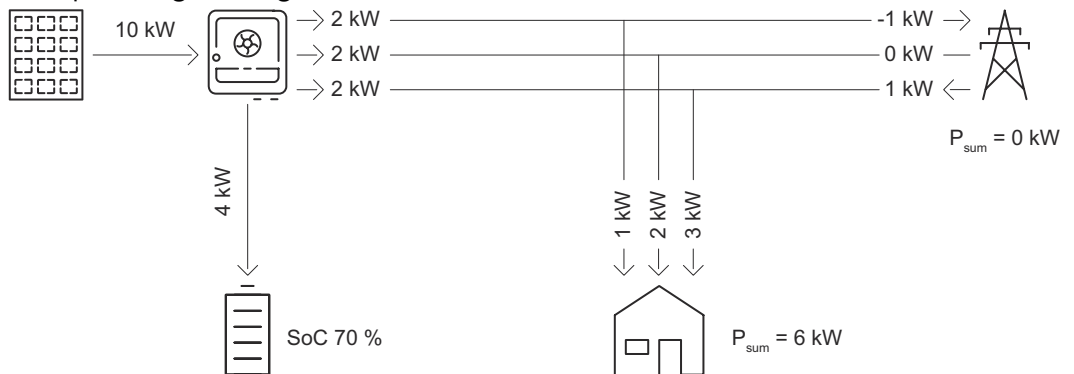 10 kW
2 kW
-1 kW
2 kW
0 kW
2 kW
1 kW
P_sum = 0 kW
4 kW
1 kW
2 kW
3 kW
SoC 70 %
P_sum = 6 kW